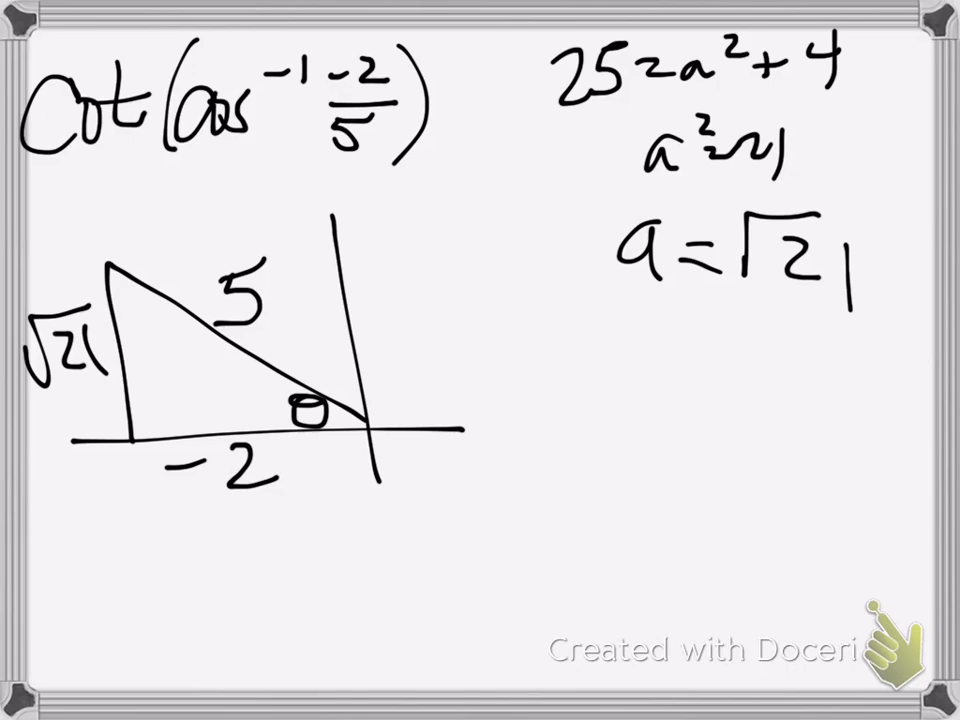 cot(cos⁻¹ -2/5)
25=a²+4
a²=21
a=√21
5
√21
-2
Created with Doceri